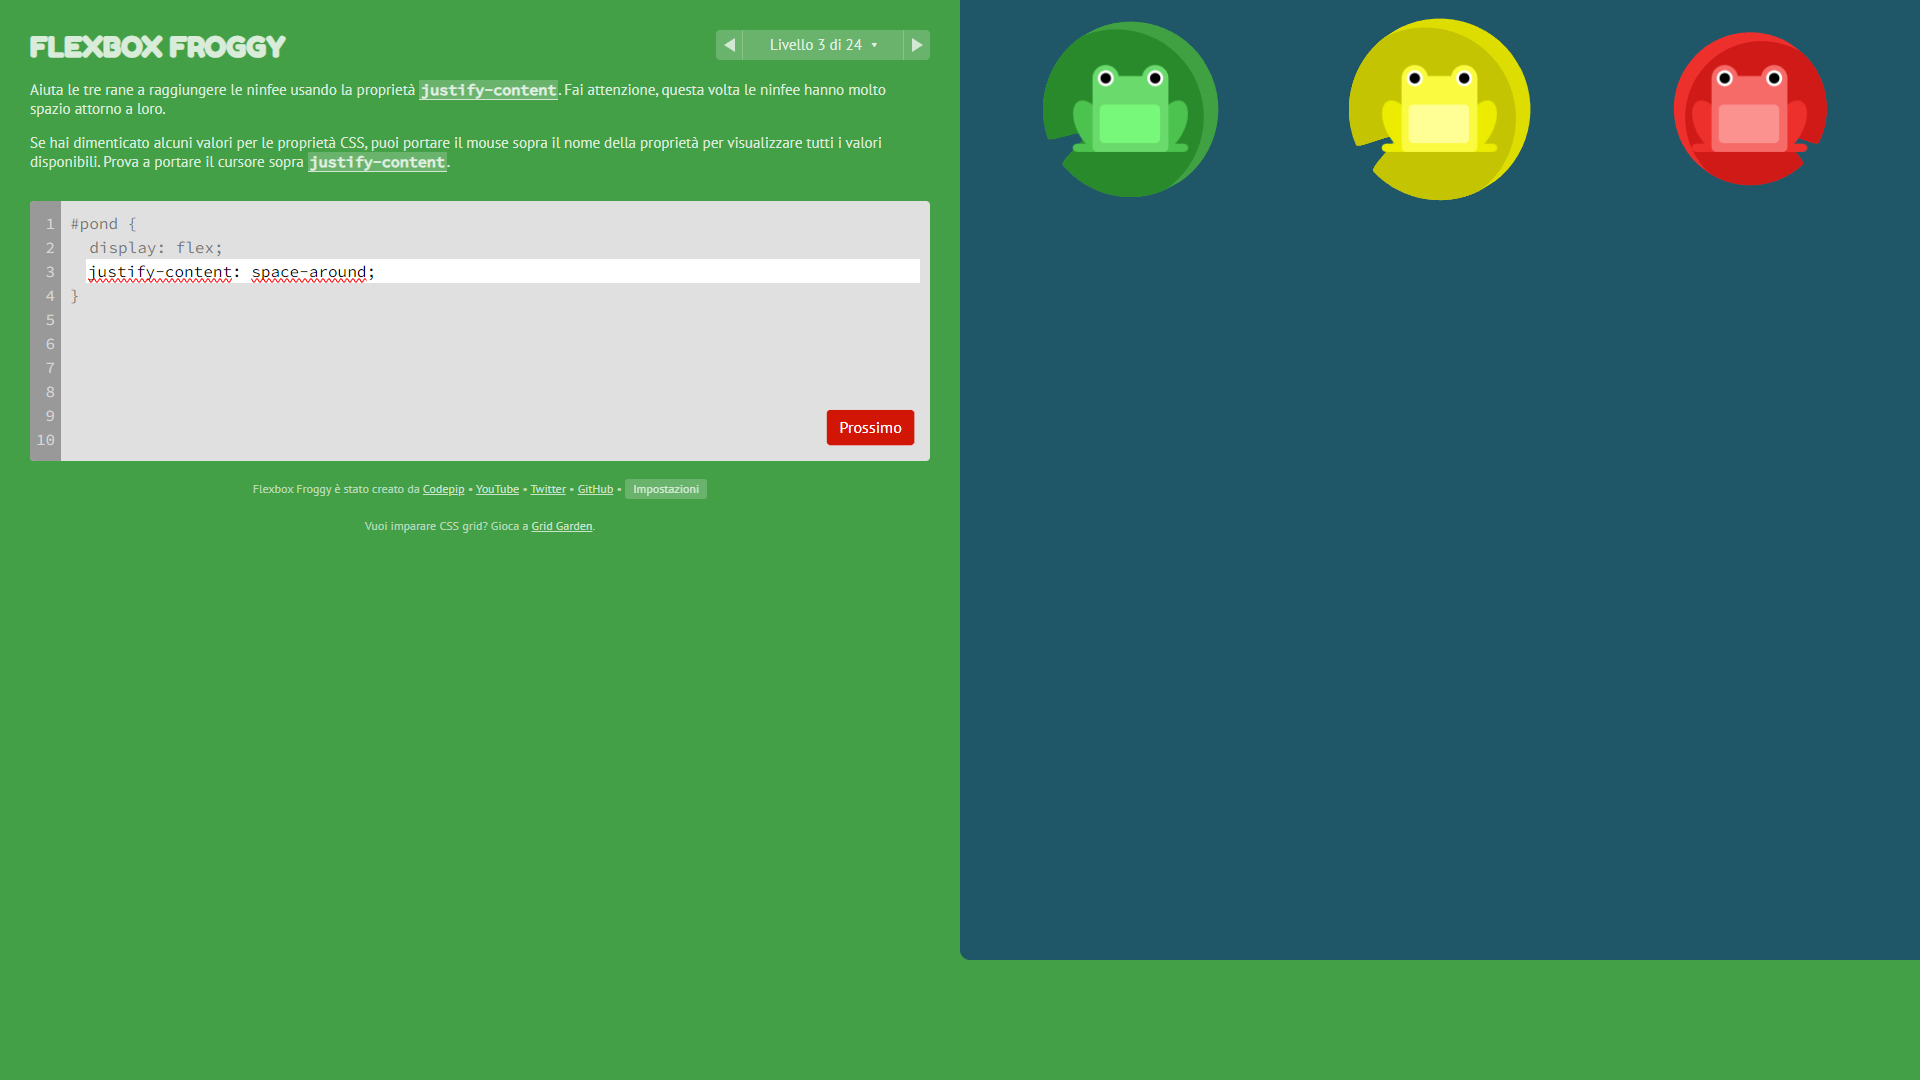 FLEXBOX FROGGY
Livello 3 di 24 ▾
Aiuta le tre rane a raggiungere le ninfee usando la proprietà justify-content. Fai attenzione, questa volta le ninfee hanno molto
spazio attorno a loro.
Se hai dimenticato alcuni valori per le proprietà CSS, puoi portare il mouse sopra il nome della proprietà per visualizzare tutti i valori
disponibili. Prova a portare il cursore sopra justify-content.
1 #pond {
2 display: flex;
3 justify-content: space-around;
4 }
5
6
7
8
9
10
Prossimo
Flexbox Froggy è stato creato da Codepip • YouTube • Twitter • GitHub • Impostazioni
Vuoi imparare CSS grid? Gioca a Grid Garden.